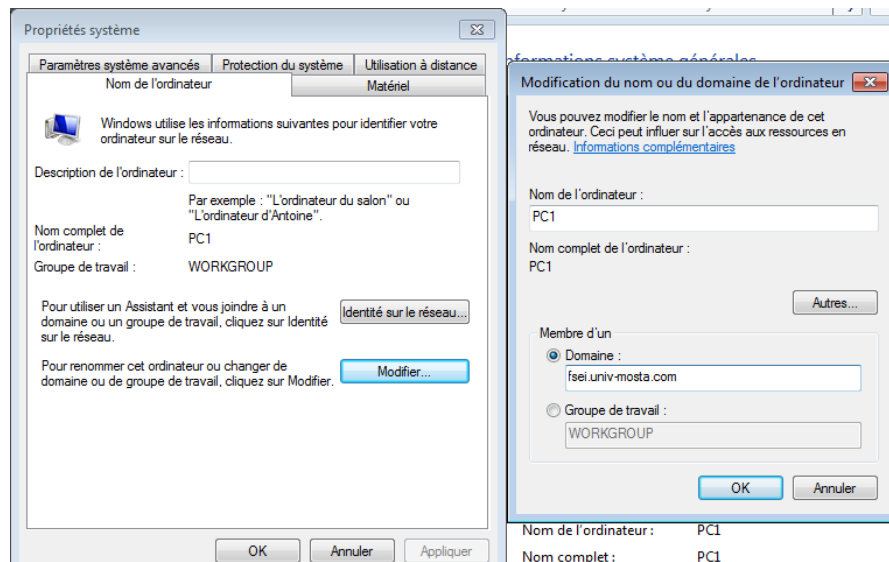 Propriétés système
Paramètres système avancés
Protection du système
Utilisation à distance
Nom de l'ordinateur
Matériel
Windows utilise les informations suivantes pour identifier votre
ordinateur sur le réseau.
Description de l'ordinateur :
Par exemple : "L'ordinateur du salon" ou
"L'ordinateur d'Antoine".
Nom complet de
l'ordinateur :
PC1
Groupe de travail :
WORKGROUP
Pour utiliser un Assistant et vous joindre à un
domaine ou un groupe de travail, cliquez sur Identité
sur le réseau.
Identité sur le réseau...
Pour renommer cet ordinateur ou changer de
domaine ou de groupe de travail, cliquez sur Modifier.
Modifier...
OK
Annuler
Appliquer
informations système générales
Modification du nom ou du domaine de l'ordinateur
Vous pouvez modifier le nom et l'appartenance de cet
ordinateur. Ceci peut influer sur l'accès aux ressources en
réseau. Informations complémentaires
Nom de l'ordinateur :
PC1
Nom complet de l'ordinateur :
PC1
Autres...
Membre d'un
Domaine :
fsei.univ-mosta.com
Groupe de travail :
WORKGROUP
OK
Annuler
Nom de l'ordinateur :
PC1
Nom complet :
PC1